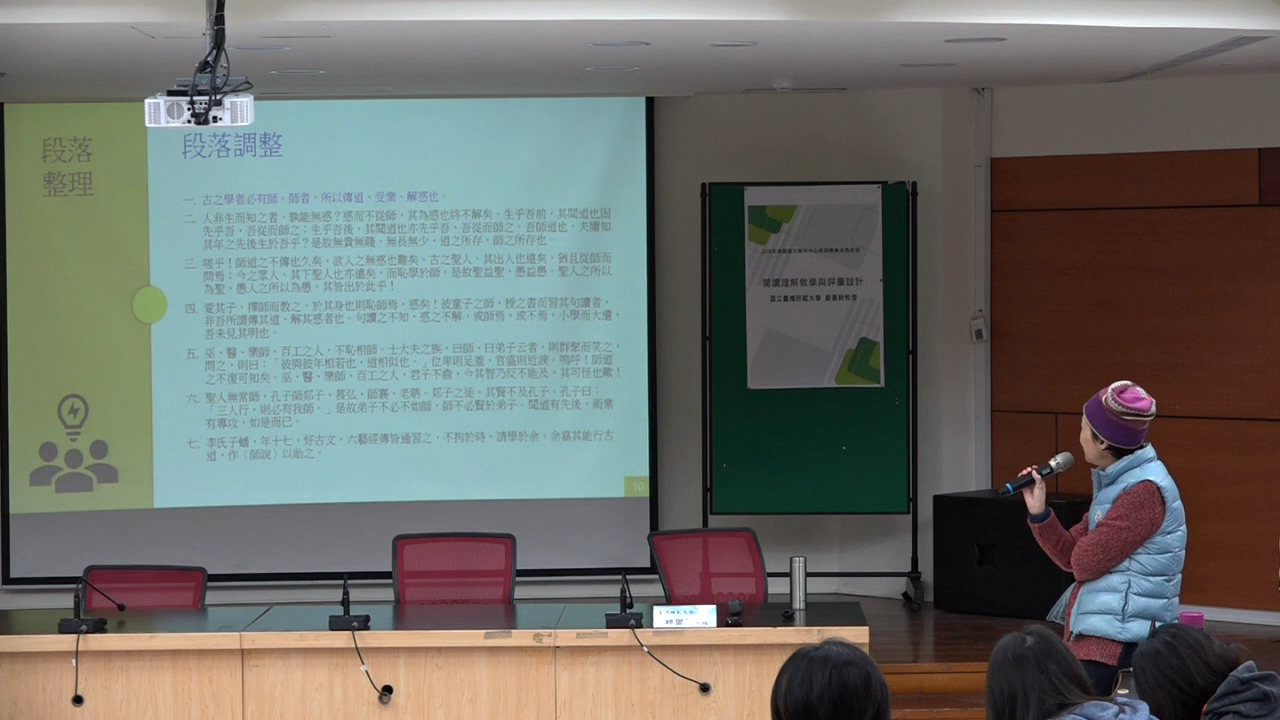 段落
整理
段落調整
一. 古之學者必有師。師者，所以傳道、受業、解惑也。
二. 人非生而知之者，孰能無惑？惑而不從師，其為惑也終不解矣。生乎吾前，其聞道也固
先乎吾，吾從而師之；生乎吾後，其聞道也亦先乎吾，吾從而師之。吾師道也，夫庸知
其年之先後生於吾乎？是故無貴無賤，無長無少，道之所存，師之所存也。
三. 嗟乎！師道之不傳也久矣，欲人之無惑也難矣。古之聖人，其出人也遠矣，猶且從師而
問焉；今之眾人，其下聖人也亦遠矣，而恥學於師。是故聖益聖，愚益愚。聖人之所以
為聖，愚人之所以為愚，其皆出於此乎！
四. 愛其子，擇師而教之，於其身也則恥師焉，惑矣！彼童子之師，授之書而習其句讀者，
非吾所謂傳其道、解其惑者也。句讀之不知，惑之不解，或師焉，或不焉，小學而大遺，
吾未見其明也。
五. 巫、醫、樂師、百工之人，不恥相師。士大夫之族，曰師、曰弟子云者，則群聚而笑之。
問之，則曰：「彼與彼年相若也，道相似也。」位卑則足羞，官盛則近諛。嗚呼！師道
之不復可知矣。巫、醫、樂師、百工之人，君子不齒，今其智乃反不能及，其可怪也歟！
六. 聖人無常師。孔子師郯子、萇弘、師襄、老聃。郯子之徒，其賢不及孔子。孔子曰：
「三人行，則必有我師。」是故弟子不必不如師，師不必賢於弟子。聞道有先後，術業
有專攻，如是而已。
七. 李氏子蟠，年十七，好古文，六藝經傳皆通習之，不拘於時，請學於余，余嘉其能行古
道，作〈師說〉以貽之。
10
閱讀理解教學與評量設計
國立臺灣師範大學